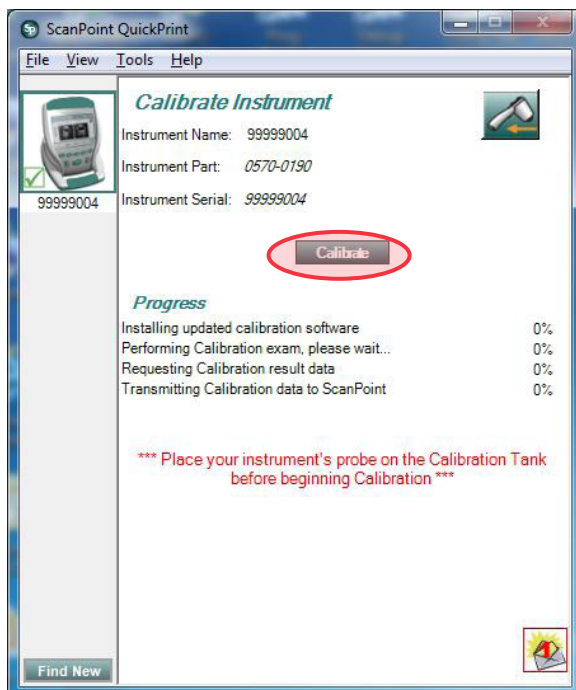 ScanPoint QuickPrint
File View Tools Help
99999004
Calibrate Instrument
Instrument Name: 99999004
Instrument Part: 0570-0190
Instrument Serial: 99999004
Calibrate
Progress
Installing updated calibration software 0%
Performing Calibration exam, please wait... 0%
Requesting Calibration result data 0%
Transmitting Calibration data to ScanPoint 0%
*** Place your instrument's probe on the Calibration Tank
before beginning Calibration ***
Find New